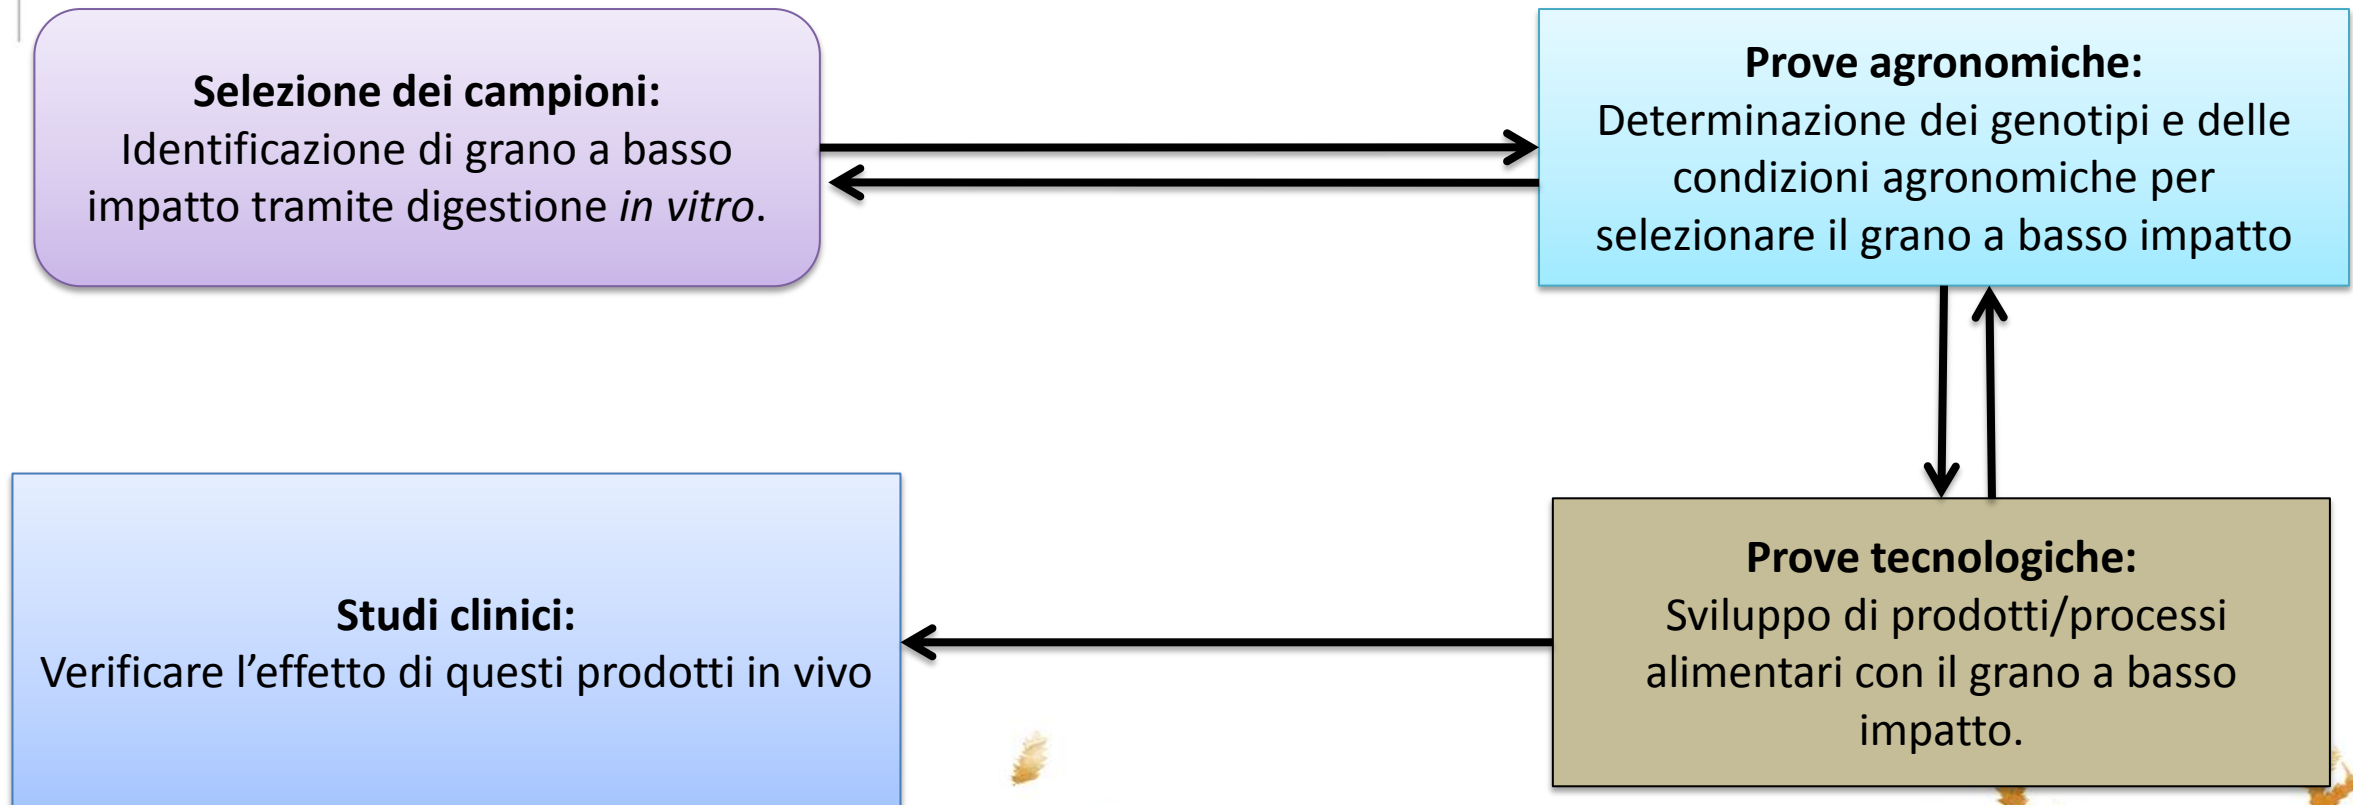 Selezione dei campioni:
Identificazione di grano a basso
impatto tramite digestione in vitro.
Prove agronomiche:
Determinazione dei genotipi e delle
condizioni agronomiche per
selezionare il grano a basso impatto
Studi clinici:
Verificare l’effetto di questi prodotti in vivo
Prove tecnologiche:
Sviluppo di prodotti/processi
alimentari con il grano a basso
impatto.